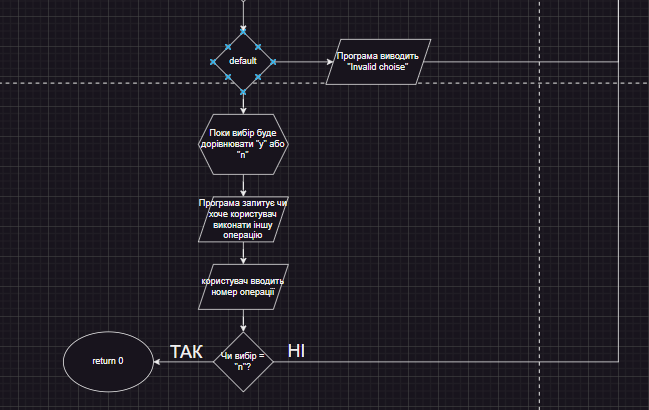 default
Програма виводить
"Invalid choise"
Поки вибір буде
дорівнювати "y" або
"n"
Програма запитує чи
хоче користувач
виконати іншу
операцію
користувач вводить
номер операції
return 0
ТАК
Чи вибір =
"n"?
НІ